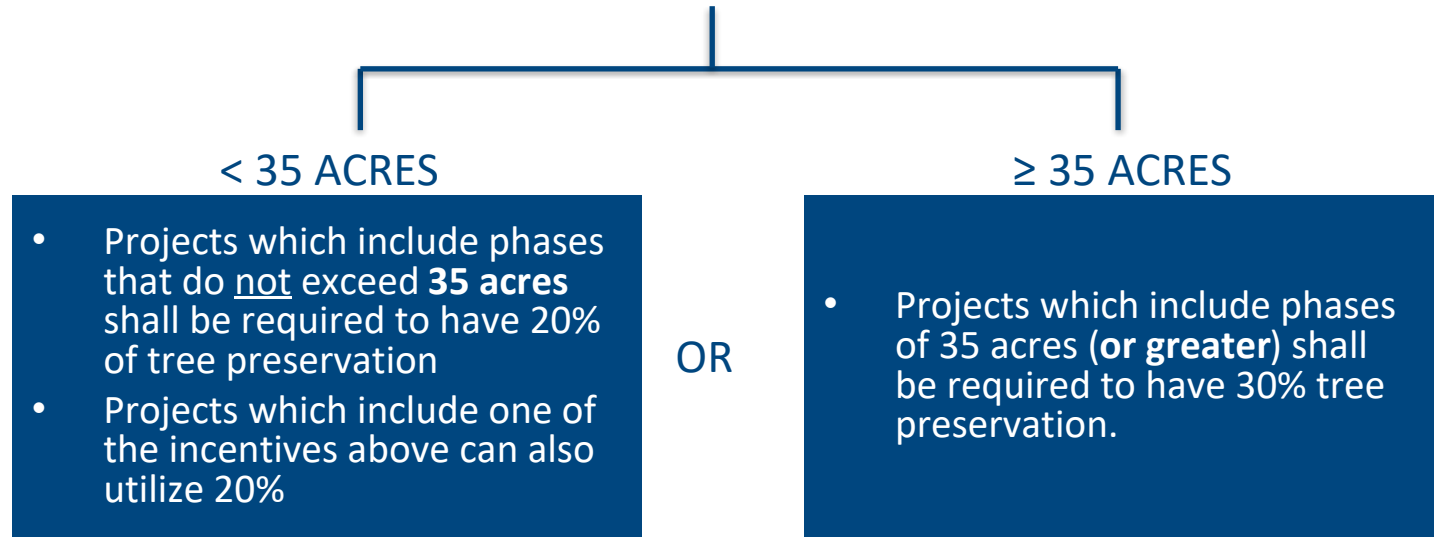 < 35 ACRES
• Projects which include phases
that do not exceed 35 acres
shall be required to have 20%
of tree preservation
• Projects which include one of
the incentives above can also
utilize 20%
OR
≥ 35 ACRES
• Projects which include phases
of 35 acres (or greater) shall
be required to have 30% tree
preservation.